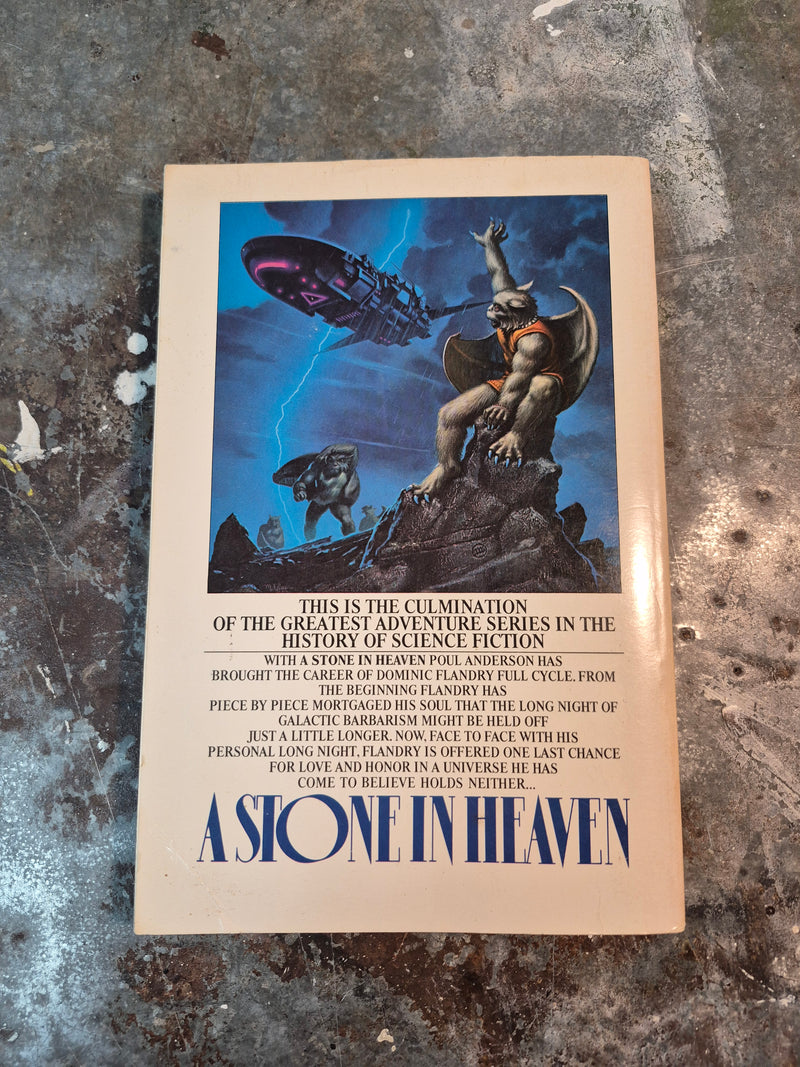 THIS IS THE CULMINATION
OF THE GREATEST ADVENTURE SERIES IN THE
HISTORY OF SCIENCE FICTION
WITH A STONE IN HEAVEN POUL ANDERSON HAS
BROUGHT THE CAREER OF DOMINIC FLANDRY FULL CYCLE. FROM
THE BEGINNING FLANDRY HAS
PIECE BY PIECE MORTGAGED HIS SOUL THAT THE LONG NIGHT OF
GALACTIC BARBARISM MIGHT BE HELD OFF
JUST A LITTLE LONGER. NOW, FACE TO FACE WITH HIS
PERSONAL LONG NIGHT, FLANDRY IS OFFERED ONE LAST CHANCE
FOR LOVE AND HONOR IN A UNIVERSE HE HAS
COME TO BELIEVE HOLDS NEITHER...
A STONE IN HEAVEN